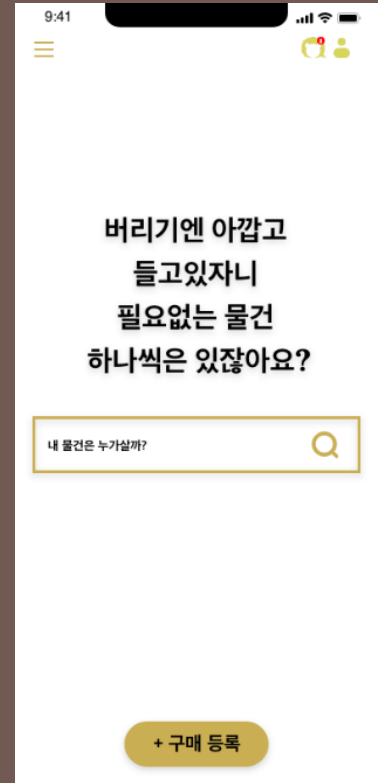 9:41
버리기엔 아깝고
들고있자니
필요없는 물건
하나씩은 있잖아요?
내 물건은 누가살까?
+ 구매 등록